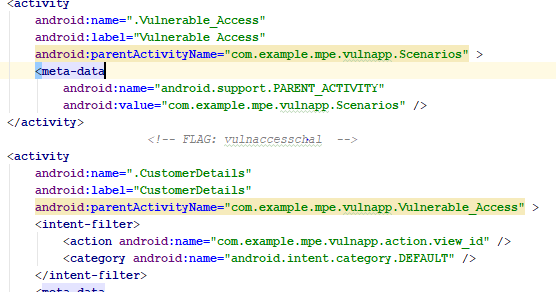 <activity
android:name=".Vulnerable_Access"
android:label="Vulnerable Access"
android:parentActivityName="com.example.mpe.vulnapp.Scenarios" >
<meta-data
android:name="android.support.PARENT_ACTIVITY"
android:value="com.example.mpe.vulnapp.Scenarios" />
</activity>
<!-- FLAG: vulnaccesschal -->
<activity
android:name=".CustomerDetails"
android:label="CustomerDetails"
android:parentActivityName="com.example.mpe.vulnapp.Vulnerable_Access" >
<intent-filter>
<action android:name="com.example.mpe.vulnapp.action.view_id" />
<category android:name="android.intent.category.DEFAULT" />
</intent-filter>
<meta-data